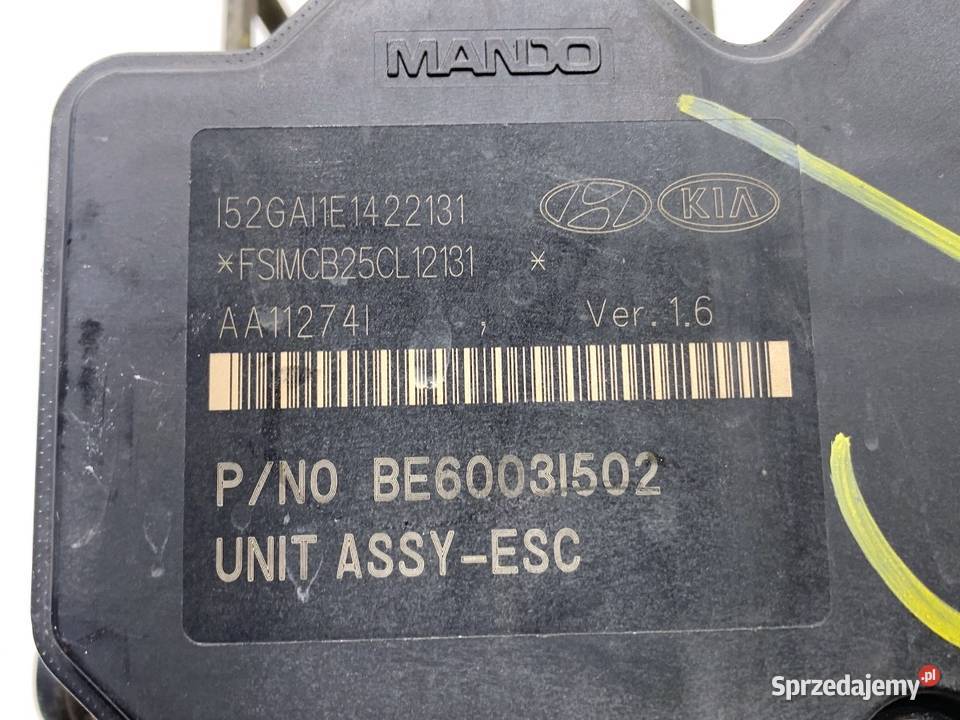 MANDO
I52GAI1E1422131
KIA
*FSIMCB25CL12131 *
AA112741 , Ver. 1.6
P/NO BE6003I502
UNIT ASSY-ESC
Sprzedajemy.pl